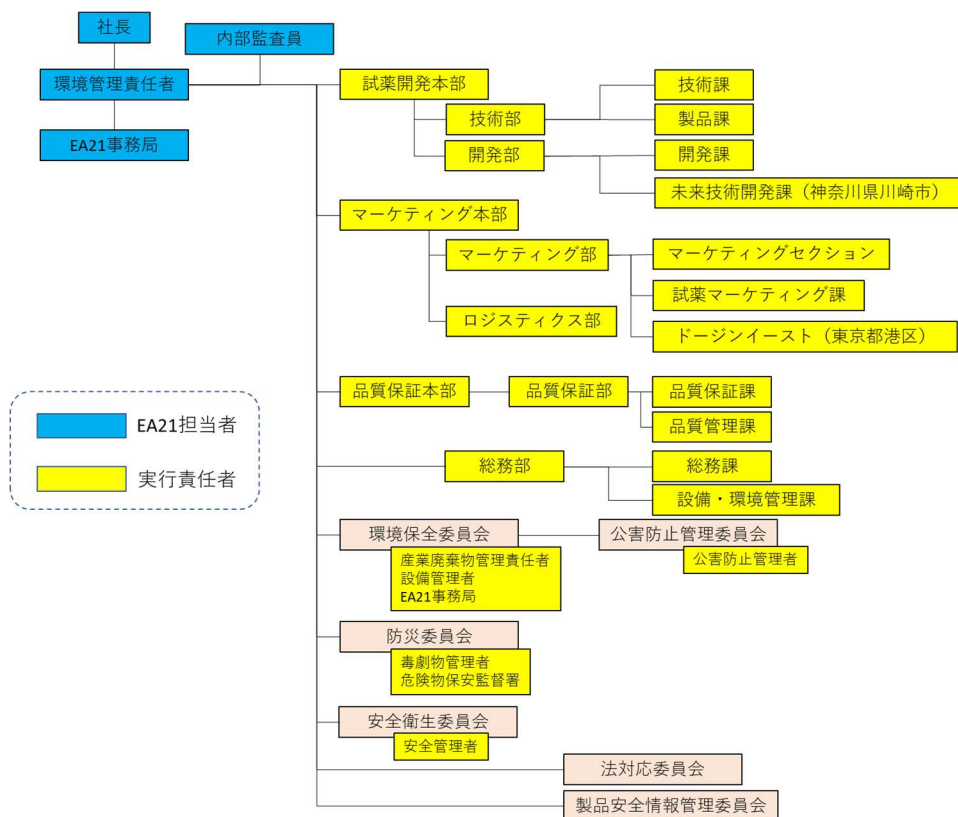 社長
内部監査員
環境管理責任者
EA21事務局
試薬開発本部
技術部
技術課
製品課
開発部
開発課
未来技術開発課（神奈川県川崎市）
マーケティング本部
マーケティング部
マーケティングセクション
試薬マーケティング課
ドージンイースト（東京都港区）
ロジスティクス部
品質保証本部
品質保証部
品質保証課
品質管理課
総務部
総務課
設備・環境管理課
環境保全委員会
産業廃棄物管理責任者
設備管理者
EA21事務局
公害防止管理委員会
公害防止管理者
防災委員会
毒劇物管理者
危険物保安監督署
安全衛生委員会
安全管理者
法対応委員会
製品安全情報管理委員会
EA21担当者
実行責任者